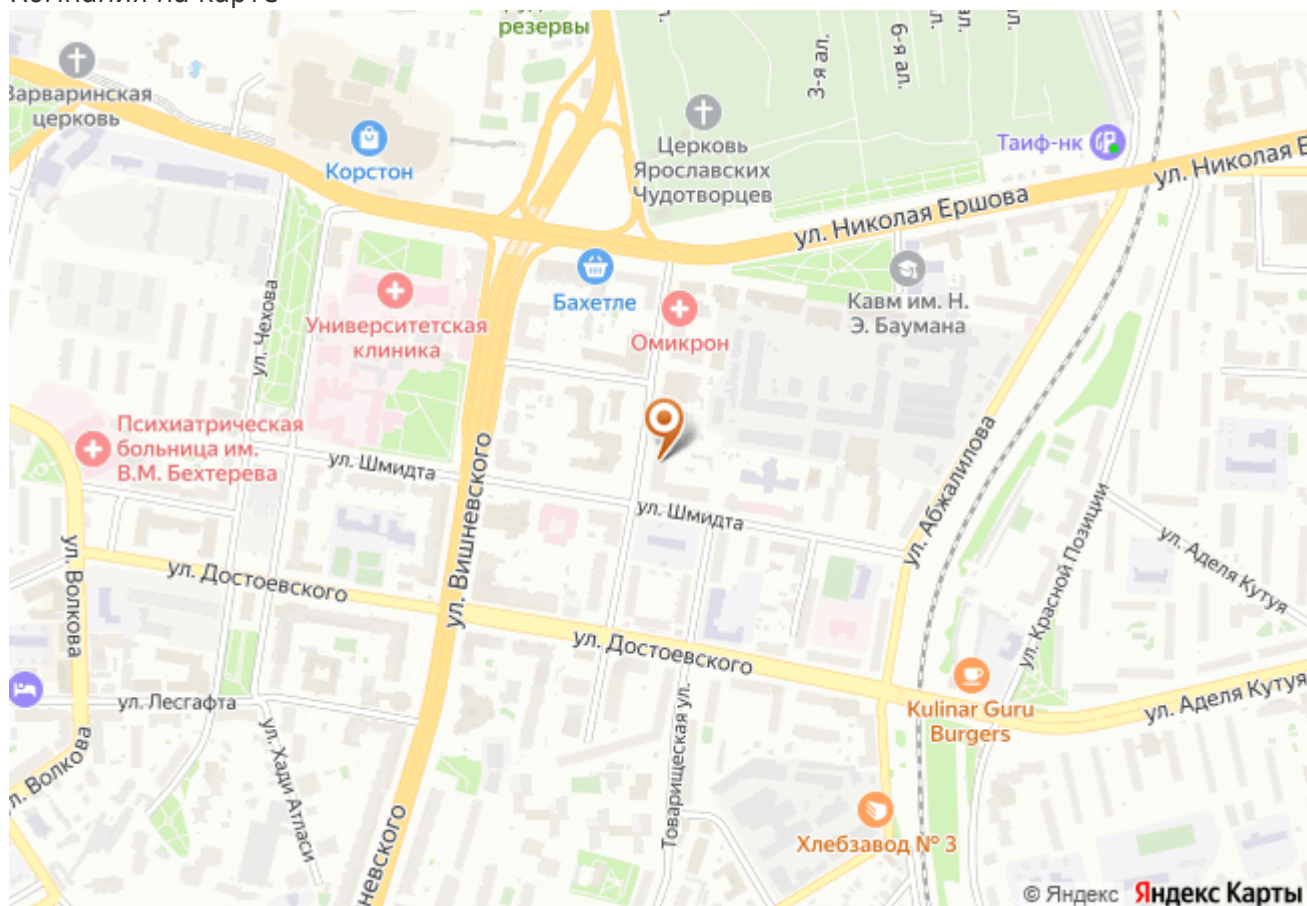 Компания на карте
резервы
Варваринская
церковь
Корстон
Церковь
Ярославских
Чудотворцев
3-я ал.
6-я ал.
Таиф-нк
ул. Николая Е
ул. Николая Ершова
Бахетле
Университетская
клиника
ул. Чехова
Омикрон
Кавм им. Н.
Э. Баумана
Психиатрическая
больница им.
В.М. Бехтерева
ул. Шмидта
ул. Вишневского
ул. Шмидта
ул. Абжалилова
ул. Красной Позиции
ул. Аделя Кутуя
ул. Волкова
ул. Достоевского
ул. Достоевского
ул. Лесгафта
ул. Хади Атласи
Товарищеская ул.
Kulinar Guru
Burgers
ул. Аделя Кутуя
л. Волкова
невского
Хлебзавод № 3
© Яндекс Яндекс Карты